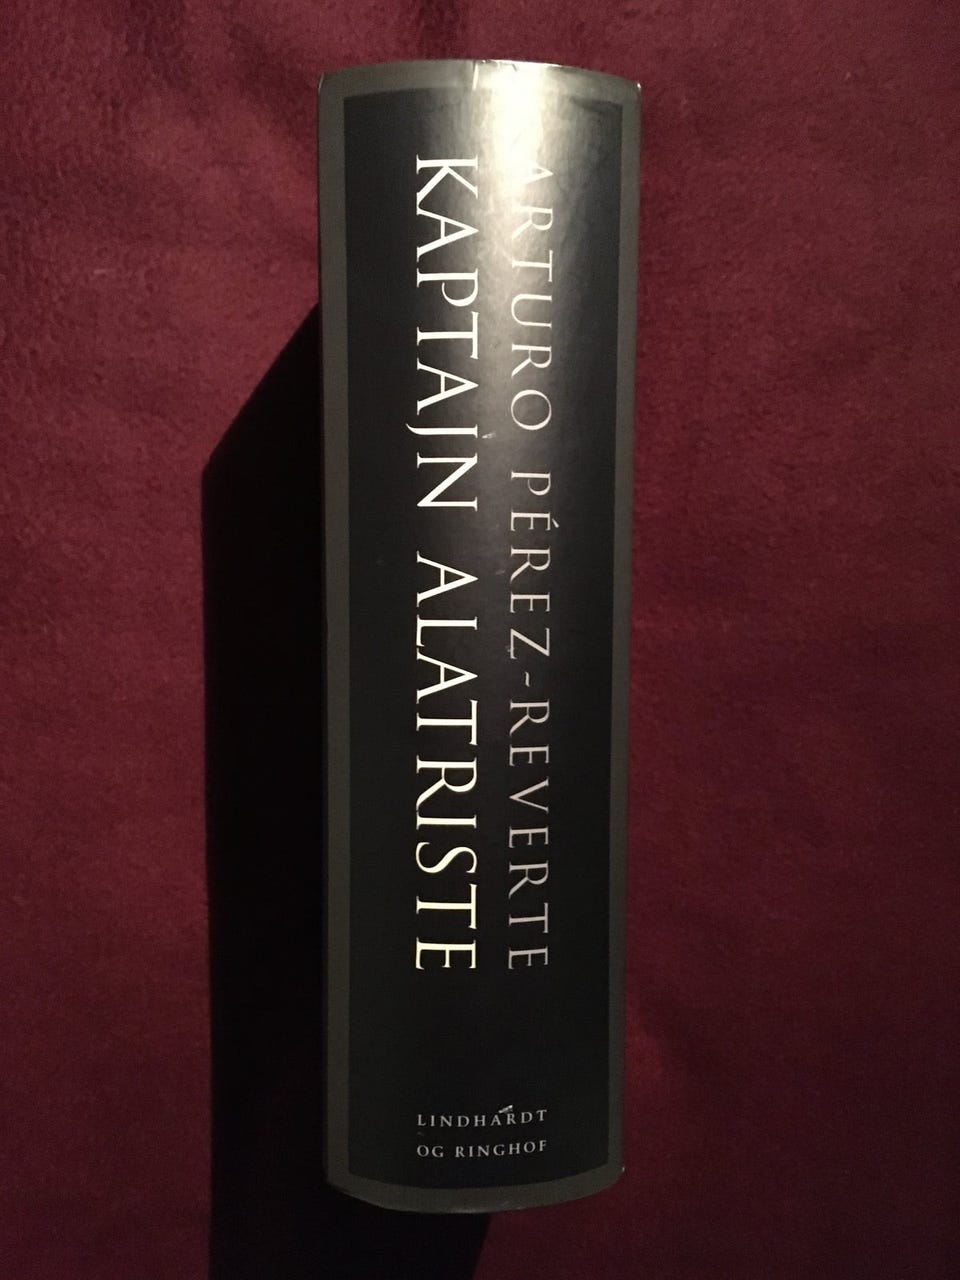 ARTURO PÉREZ-REVERTE
KAPTAJN ALATRISTE
LINDHARDT
OG RINGHOF